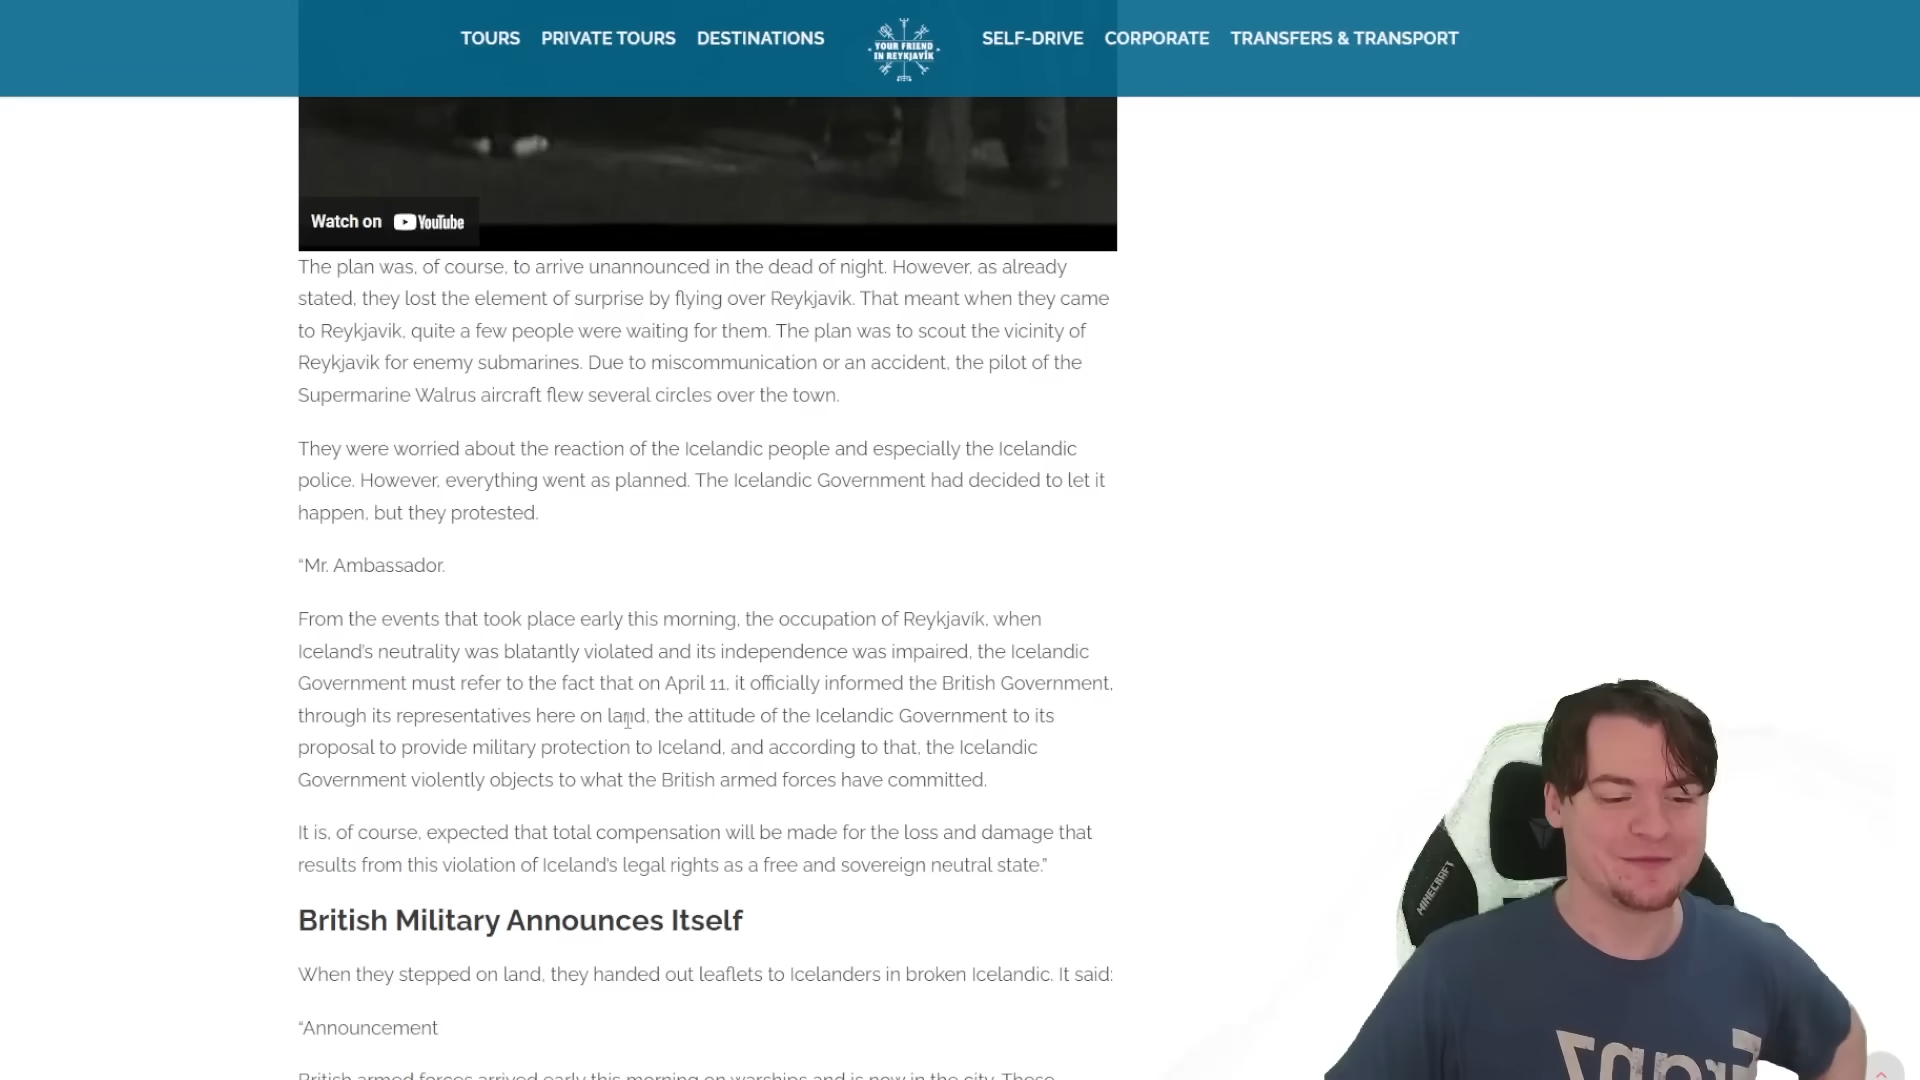 TOURS PRIVATE TOURS DESTINATIONS
YOUR FRIEND
IN REYKJAVÍK
SELF-DRIVE CORPORATE TRANSFERS & TRANSPORT
Watch on YouTube
The plan was, of course, to arrive unannounced in the dead of night. However, as already
stated, they lost the element of surprise by flying over Reykjavik. That meant when they came
to Reykjavik, quite a few people were waiting for them. The plan was to scout the vicinity of
Reykjavik for enemy submarines. Due to miscommunication or an accident, the pilot of the
Supermarine Walrus aircraft flew several circles over the town.
They were worried about the reaction of the Icelandic people and especially the Icelandic
police. However, everything went as planned. The Icelandic Government had decided to let it
happen, but they protested.
“Mr. Ambassador.
From the events that took place early this morning, the occupation of Reykjavík, when
Iceland’s neutrality was blatantly violated and its independence was impaired, the Icelandic
Government must refer to the fact that on April 11, it officially informed the British Government,
through its representatives here on land, the attitude of the Icelandic Government to its
proposal to provide military protection to Iceland, and according to that, the Icelandic
Government violently objects to what the British armed forces have committed.
It is, of course, expected that total compensation will be made for the loss and damage that
results from this violation of Iceland’s legal rights as a free and sovereign neutral state.”
British Military Announces Itself
When they stepped on land, they handed out leaflets to Icelanders in broken Icelandic. It said:
“Announcement
British armed forces arrived early this morning on warships and is now in the city. These
MINECRAFT
Franz